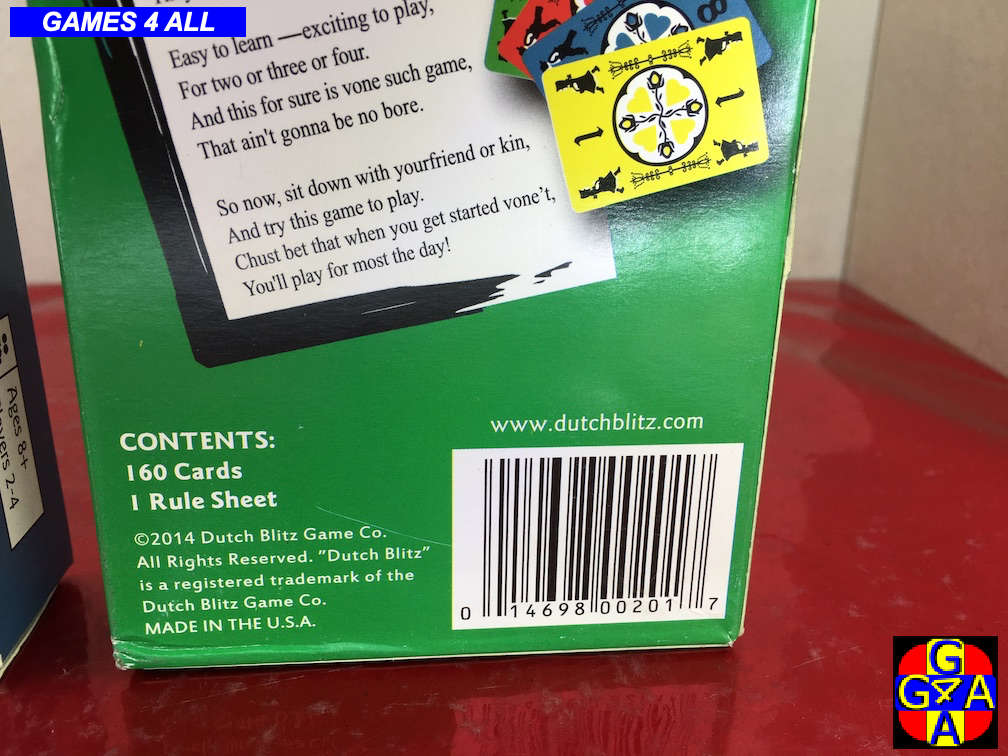 GAMES 4 ALL
Easy to learn —exciting to play,
For two or three or four.
And this for sure is vone such game,
That ain't gonna be no bore.
So now, sit down with yourfriend or kin,
And try this game to play.
Chust bet that when you get started vone't,
You'll play for most the day!
8
1
1
Ages 8+
Players 2-4
CONTENTS:
160 Cards
1 Rule Sheet
©2014 Dutch Blitz Game Co.
All Rights Reserved. "Dutch Blitz"
is a registered trademark of the
Dutch Blitz Game Co.
MADE IN THE U.S.A.
www.dutchblitz.com
0 14698 00201 7
G
G4A
A